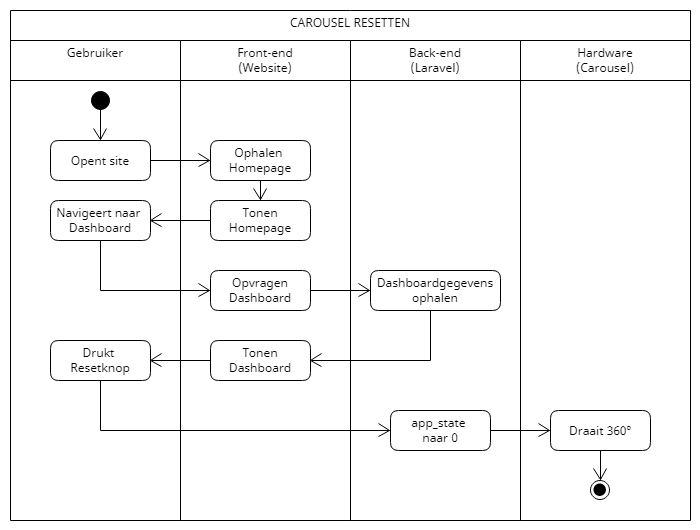 CAROUSEL RESETTEN
Gebruiker
Front-end
(Website)
Back-end
(Laravel)
Hardware
(Carousel)
Opent site
Ophalen
Homepage
Navigeert naar
Dashboard
Tonen
Homepage
Opvragen
Dashboard
Dashboardgegevens
ophalen
Drukt
Resetknop
Tonen
Dashboard
app_state
naar 0
Draait 360°